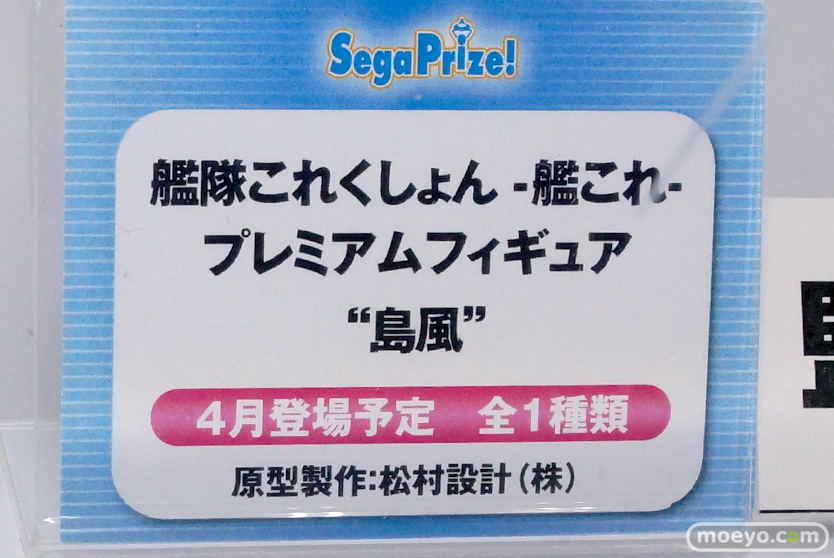 SegaPrize!
艦隊これくしょん -艦これ-
プレミアムフィギュア
“島風”
4月登場予定　全1種類
原型製作:松村設計(株)
moeyo.com